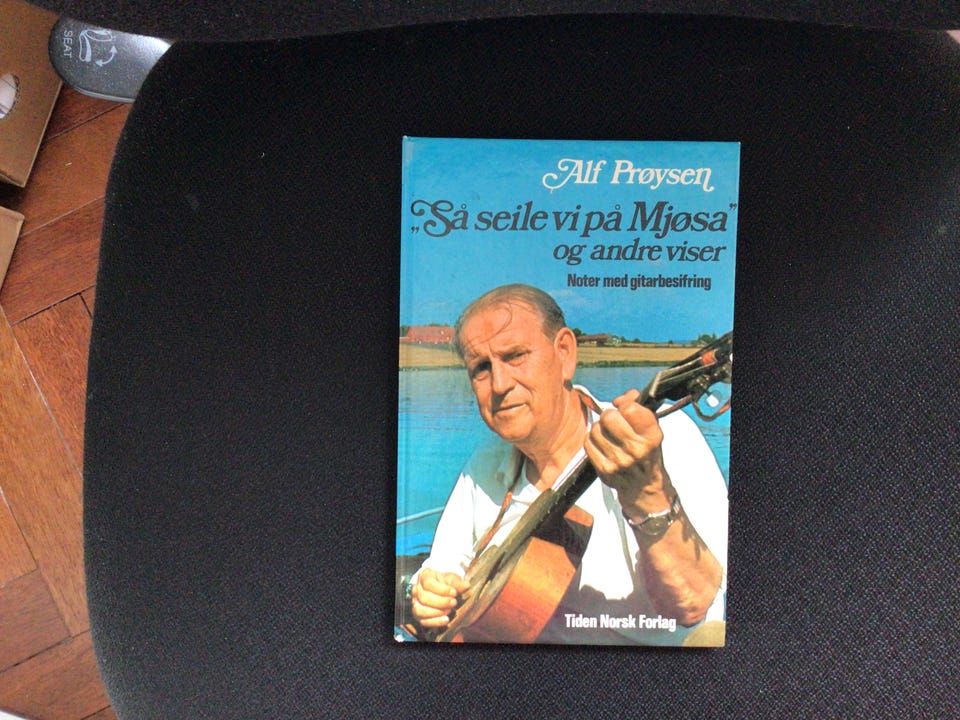 SEAT
Alf Prøysen
„Så seile vi på Mjøsa”
og andre viser
Noter med gitarbesifring
Tiden Norsk Forlag